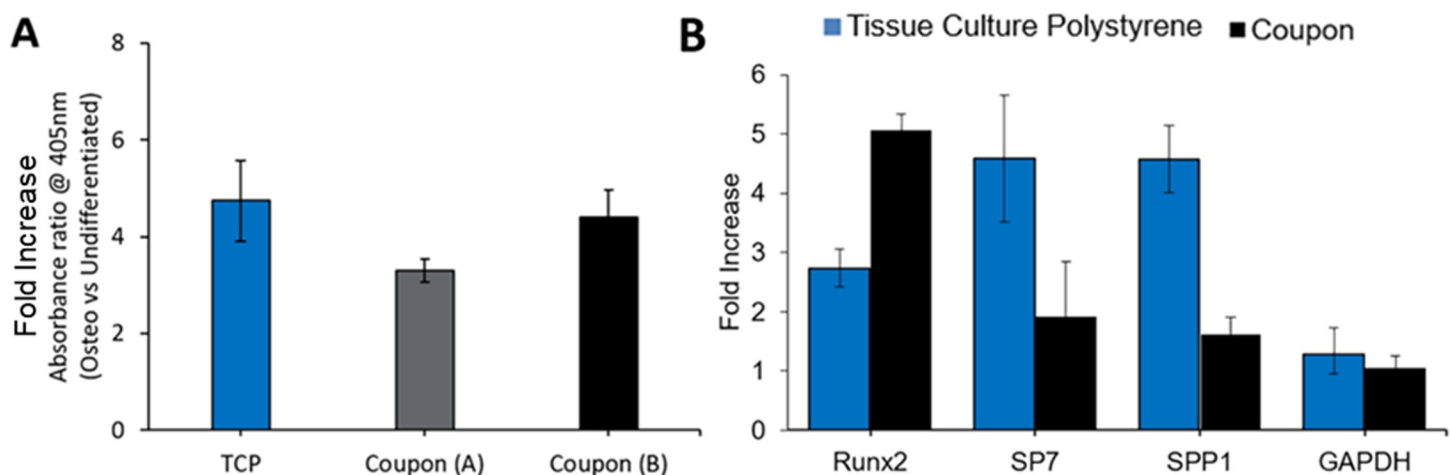 A
Fold Increase
Absorbance ratio @ 405nm
(Osteo vs Undifferentiated)
8
6
4
2
0
TCP
Coupon (A)
Coupon (B)
B
Tissue Culture Polystyrene
Coupon
Fold Increase
6
5
4
3
2
1
0
Runx2
SP7
SPP1
GAPDH